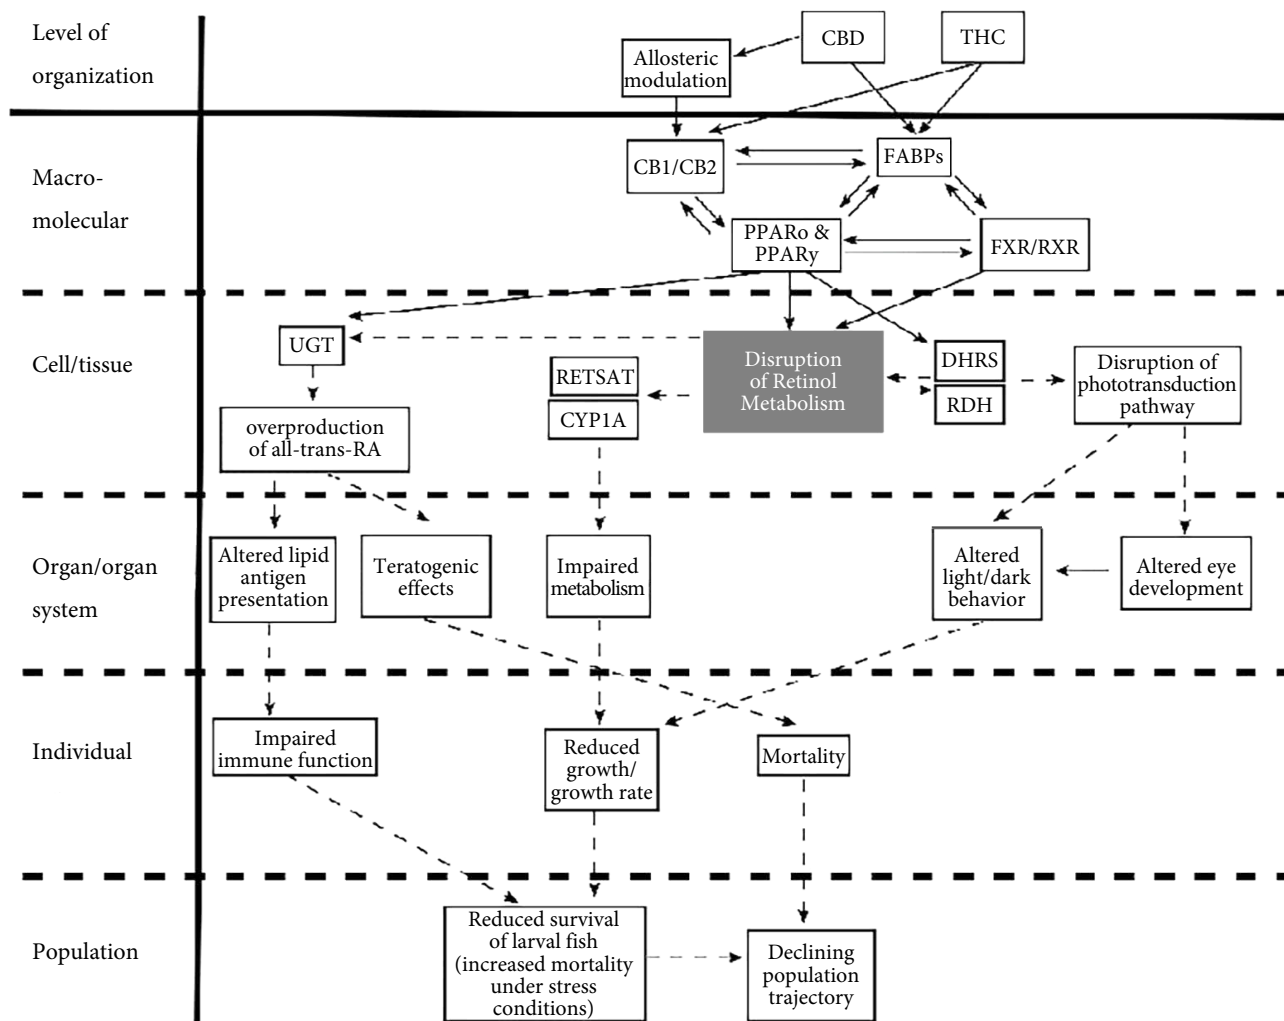 Level of
organization
CBD
THC
Allosteric
modulation
Macro-
molecular
CB1/CB2
FABPs
PPARo &
PPARy
FXR/RXR
Cell/tissue
UGT
RETSAT
CYP1A
Disruption
of Retinol
Metabolism
DHRS
RDH
Disruption of
phototransduction
pathway
overproduction
of all-trans-RA
Organ/organ
system
Altered lipid
antigen
presentation
Teratogenic
effects
Impaired
metabolism
Altered
light/dark
behavior
Altered eye
development
Individual
Impaired
immune function
Reduced
growth/
growth rate
Mortality
Population
Reduced survival
of larval fish
(increased mortality
under stress
conditions)
Declining
population
trajectory